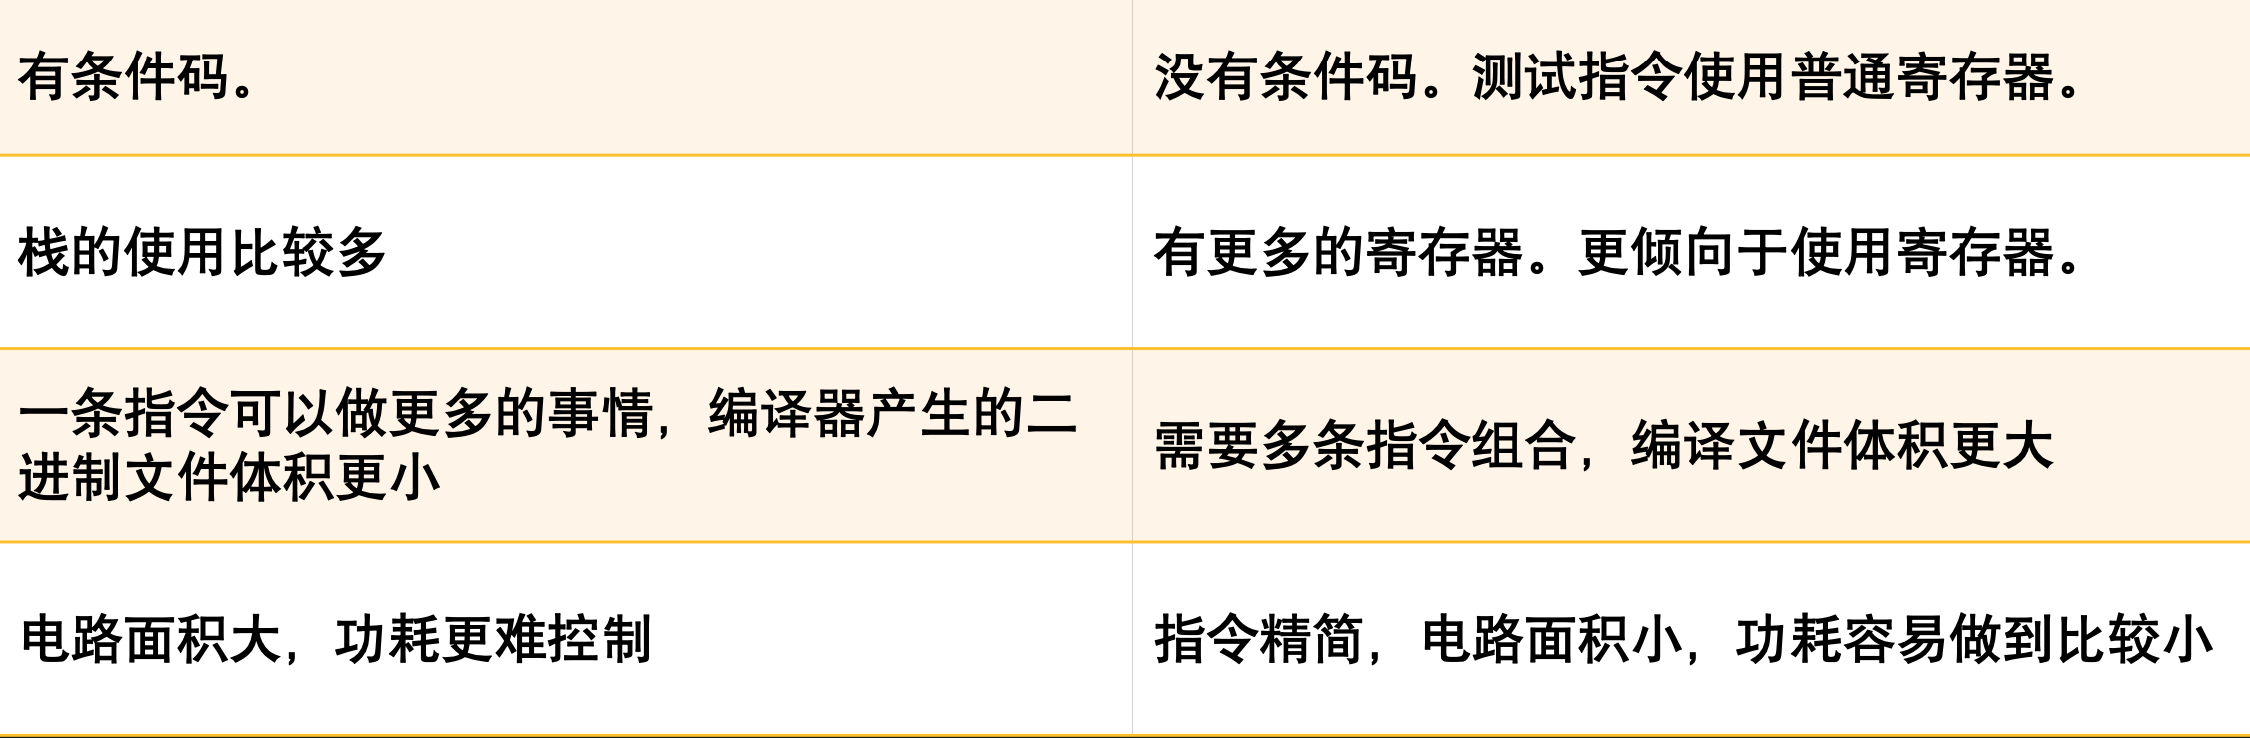 有条件码。
没有条件码。测试指令使用普通寄存器。
栈的使用比较多
有更多的寄存器。更倾向于使用寄存器。
一条指令可以做更多的事情，编译器产生的二
进制文件体积更小
需要多条指令组合，编译文件体积更大
电路面积大，功耗更难控制
指令精简，电路面积小，功耗容易做到比较小